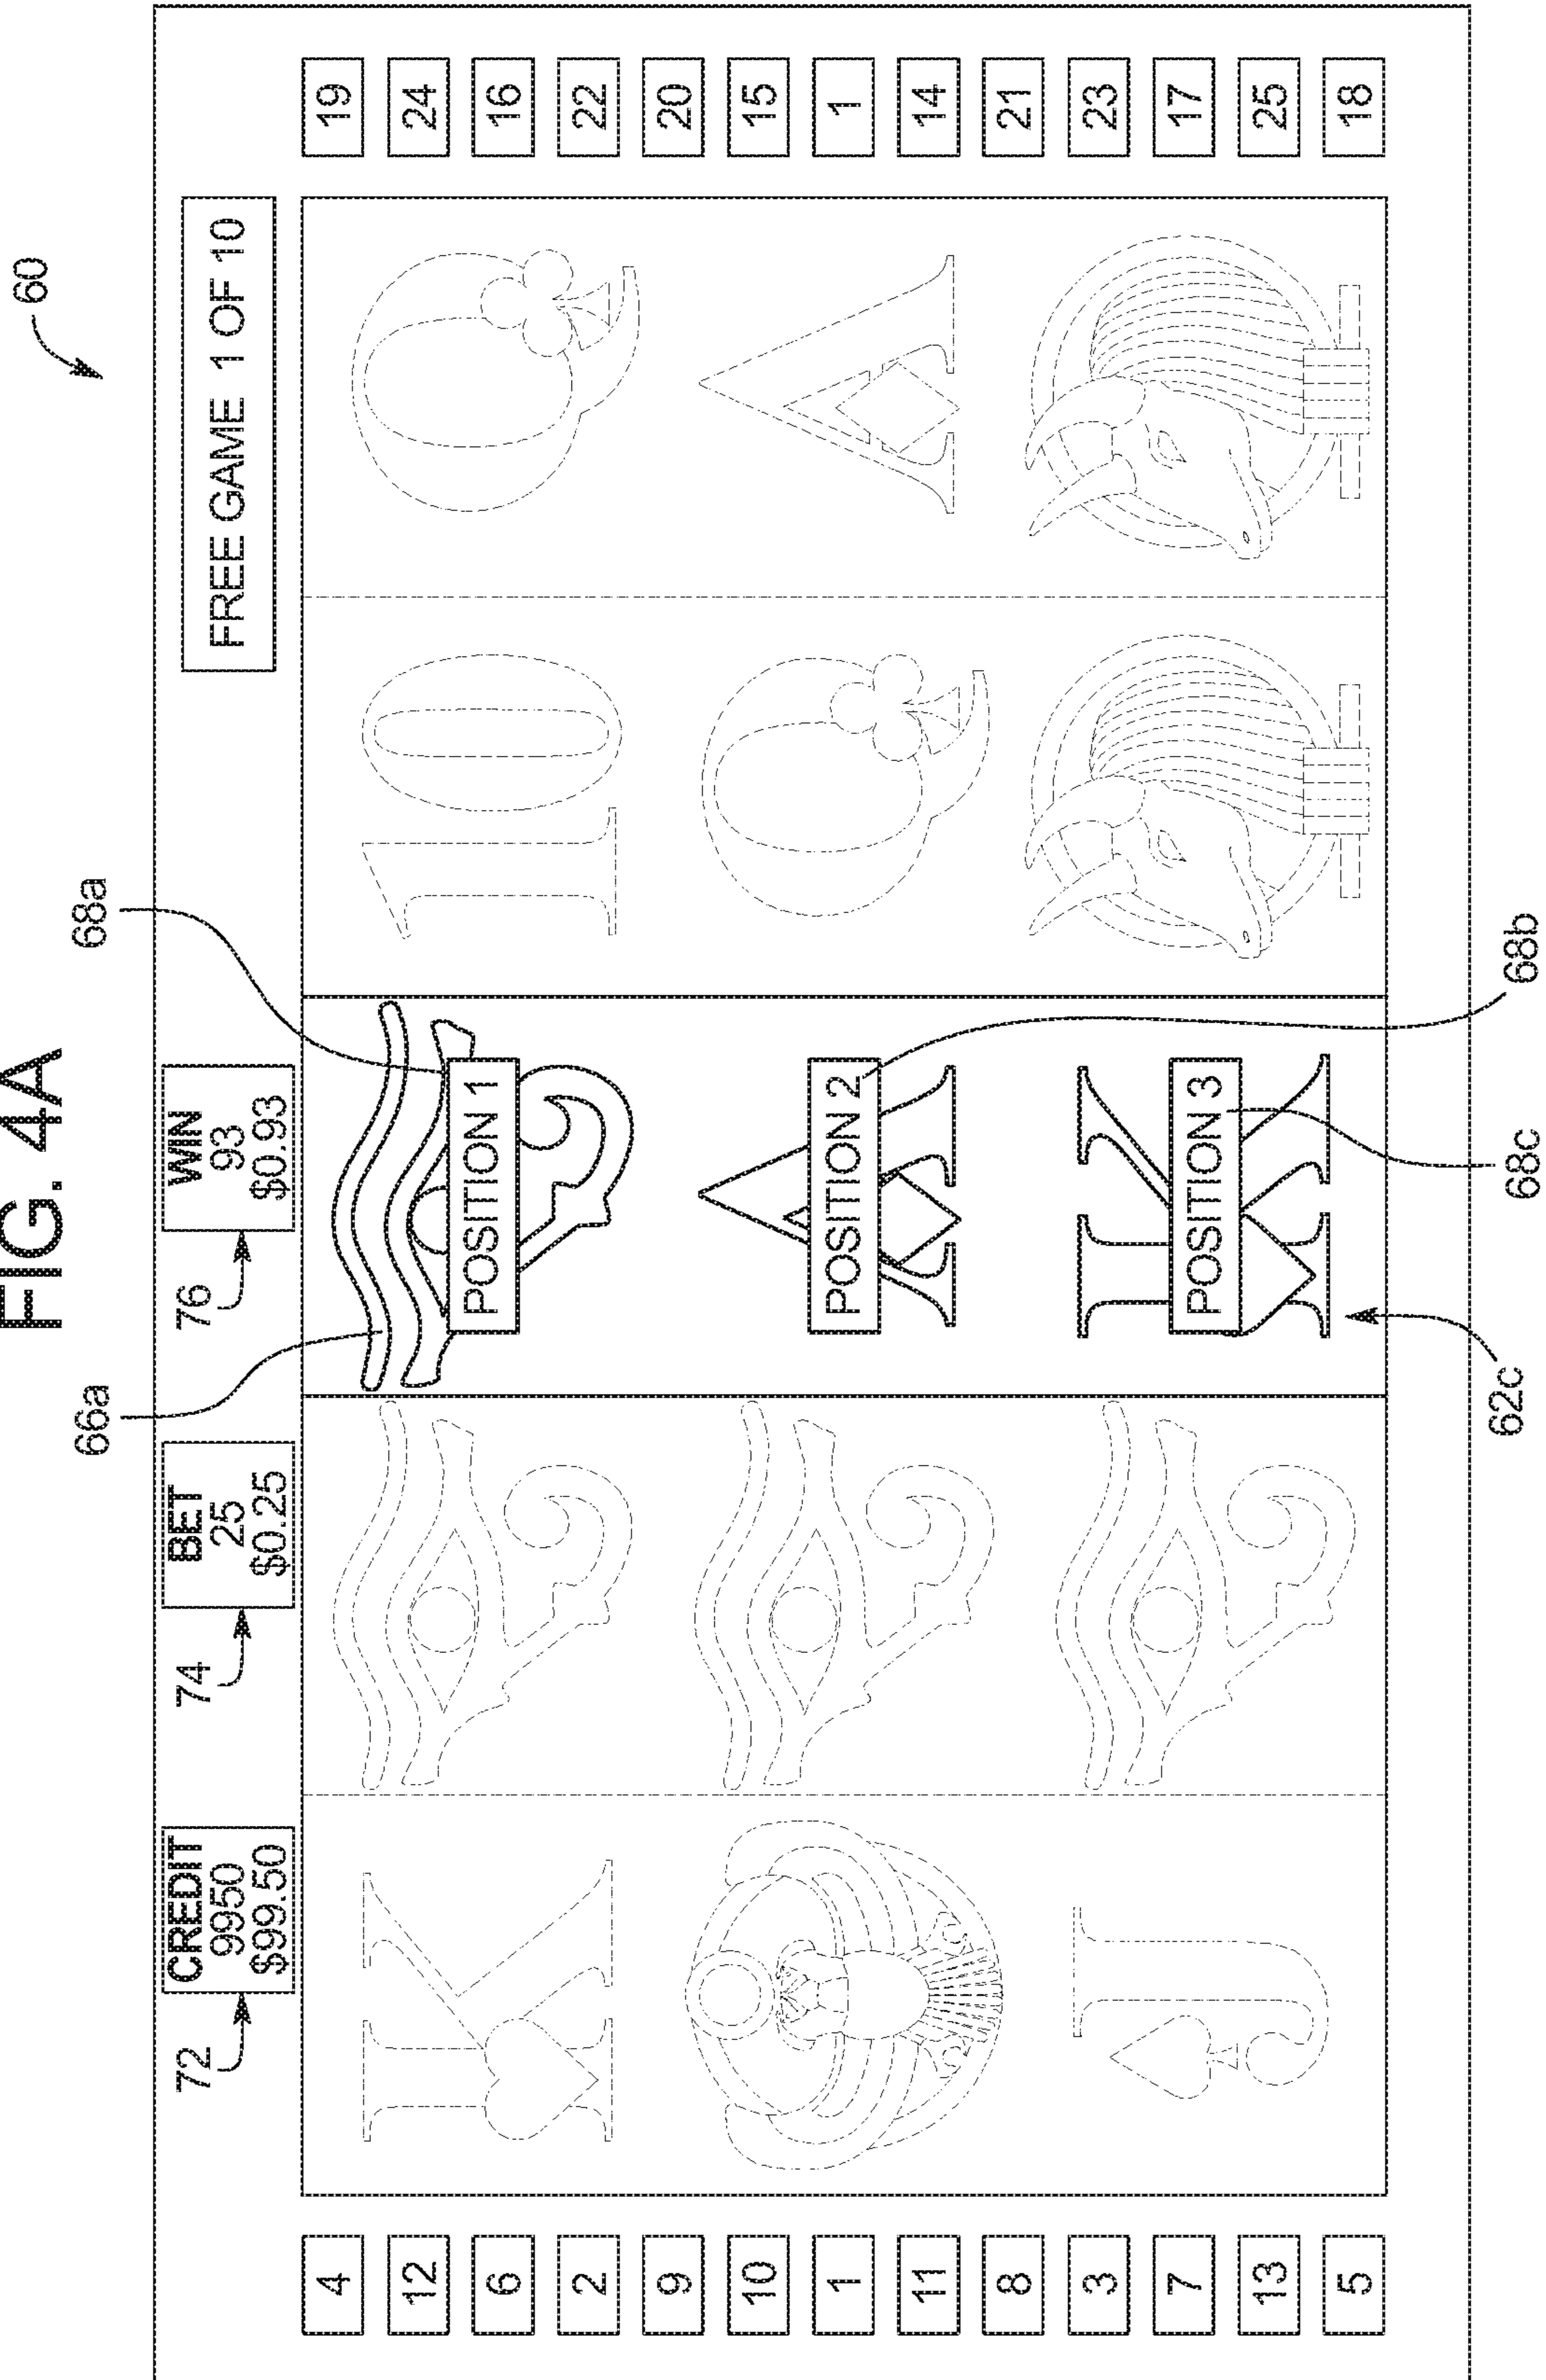 FIG. 4A
60
66a
68a
72
CREDIT
9950
$99.50
74
BET
25
$0.25
76
WIN
93
$0.93
FREE GAME 1 OF 10
4
12
6
2
9
10
1
11
8
3
7
13
5
K
POSITION 1
10
Q
A
POSITION 2
Q
A
J
K
POSITION 3
19
24
16
22
20
15
1
14
21
23
17
25
18
62c
68c
68b